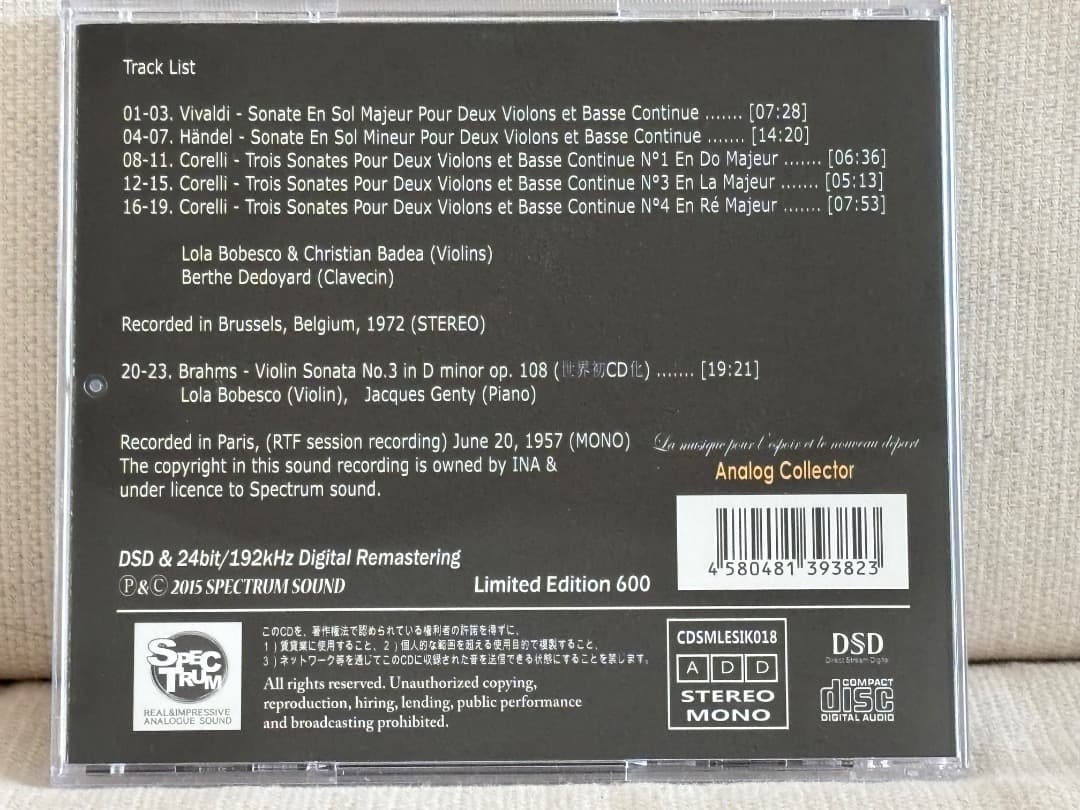 Track List
01-03. Vivaldi - Sonate En Sol Majeur Pour Deux Violons et Basse Continue ....... [07:28]
04-07. Händel - Sonate En Sol Mineur Pour Deux Violons et Basse Continue ....... [14:20]
08-11. Corelli - Trois Sonates Pour Deux Violons et Basse Continue N°1 En Do Majeur ....... [06:36]
12-15. Corelli - Trois Sonates Pour Deux Violons et Basse Continue N°3 En La Majeur ....... [05:13]
16-19. Corelli - Trois Sonates Pour Deux Violons et Basse Continue N°4 En Ré Majeur ....... [07:53]
Lola Bobesco & Christian Badea (Violins)
Berthe Dedoyard (Clavecin)
Recorded in Brussels, Belgium, 1972 (STEREO)
20-23. Brahms - Violin Sonata No.3 in D minor op. 108 (世界初CD化) ....... [19:21]
Lola Bobesco (Violin), Jacques Genty (Piano)
Recorded in Paris, (RTF session recording) June 20, 1957 (MONO)
The copyright in this sound recording is owned by INA &
under licence to Spectrum sound.
La musique pour l'espoir et le nouveau départ
Analog Collector
4 580481 393823
DSD & 24bit/192kHz Digital Remastering
Ⓟ&Ⓒ 2015 SPECTRUM SOUND
Limited Edition 600
SPECTRUM
REAL&IMPRESSIVE
ANALOGUE SOUND
このCDを、著作権法で認められている権利者の許諾を得ずに、
1）賃貸業に使用すること、2）個人的な範囲を超える使用目的で複製すること、
3）ネットワーク等を通じてこのCDに収録された音を送信できる状態にすることを禁じます。
All rights reserved. Unauthorized copying,
reproduction, hiring, lending, public performance
and broadcasting prohibited.
CDSMLESIK018
A D D
STEREO
MONO
DSD
Direct Stream Digital
COMPACT
disc
DIGITAL AUDIO